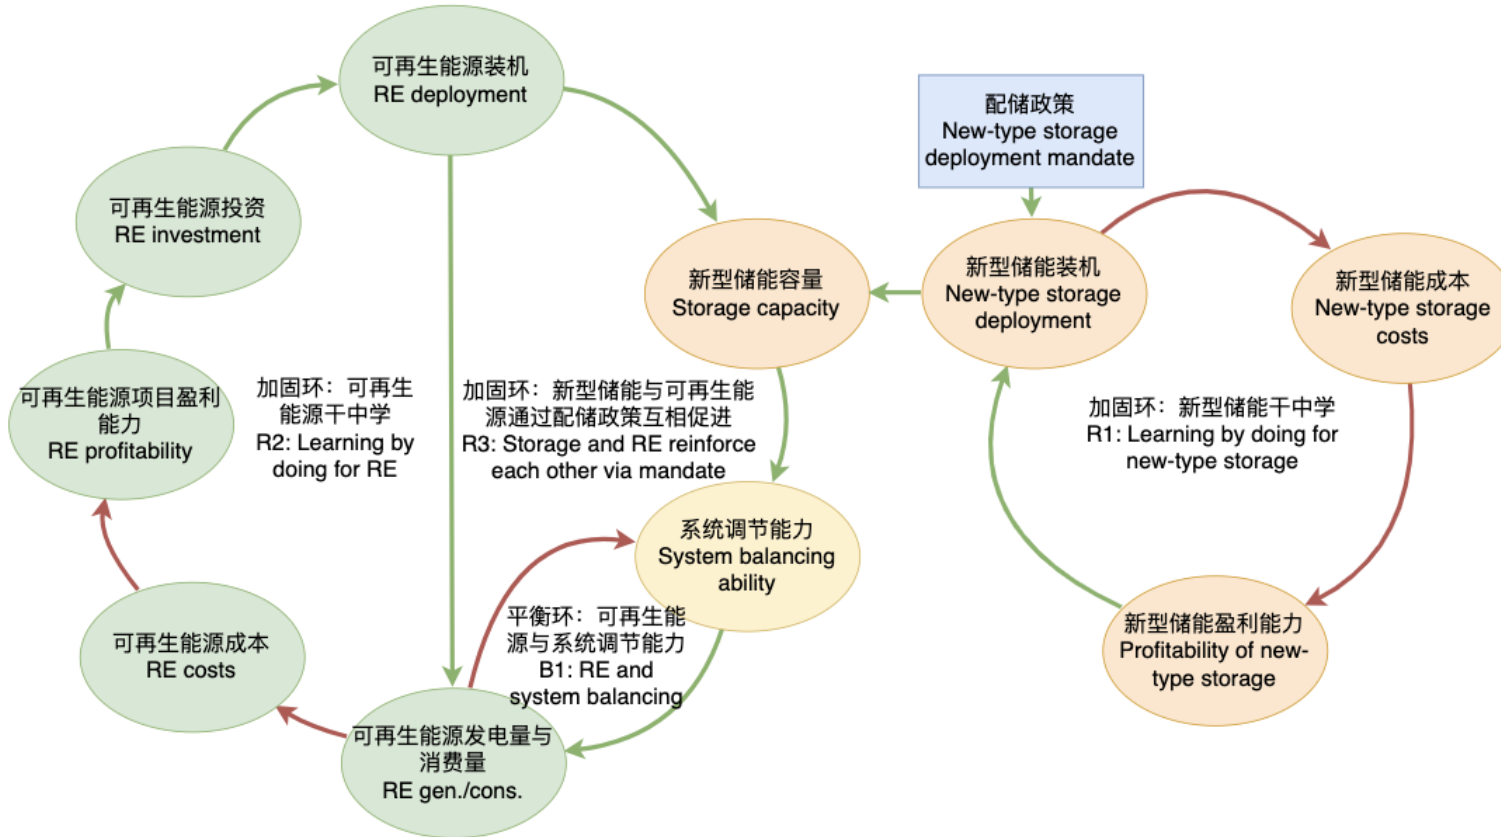 可再生能源装机
RE deployment
配储政策
New-type storage
deployment mandate
可再生能源投资
RE investment
新型储能容量
Storage capacity
新型储能装机
New-type storage
deployment
新型储能成本
New-type storage
costs
可再生能源项目盈利
能力
RE profitability
加固环：可再生
能源干中学
R2: Learning by
doing for RE
加固环：新型储能与可再生能
源通过配储政策互相促进
R3: Storage and RE reinforce
each other via mandate
加固环：新型储能干中学
R1: Learning by doing for
new-type storage
系统调节能力
System balancing
ability
平衡环：可再生能
源与系统调节能力
B1: RE and
system balancing
可再生能源成本
RE costs
新型储能盈利能力
Profitability of new-
type storage
可再生能源发电量与
消费量
RE gen./cons.